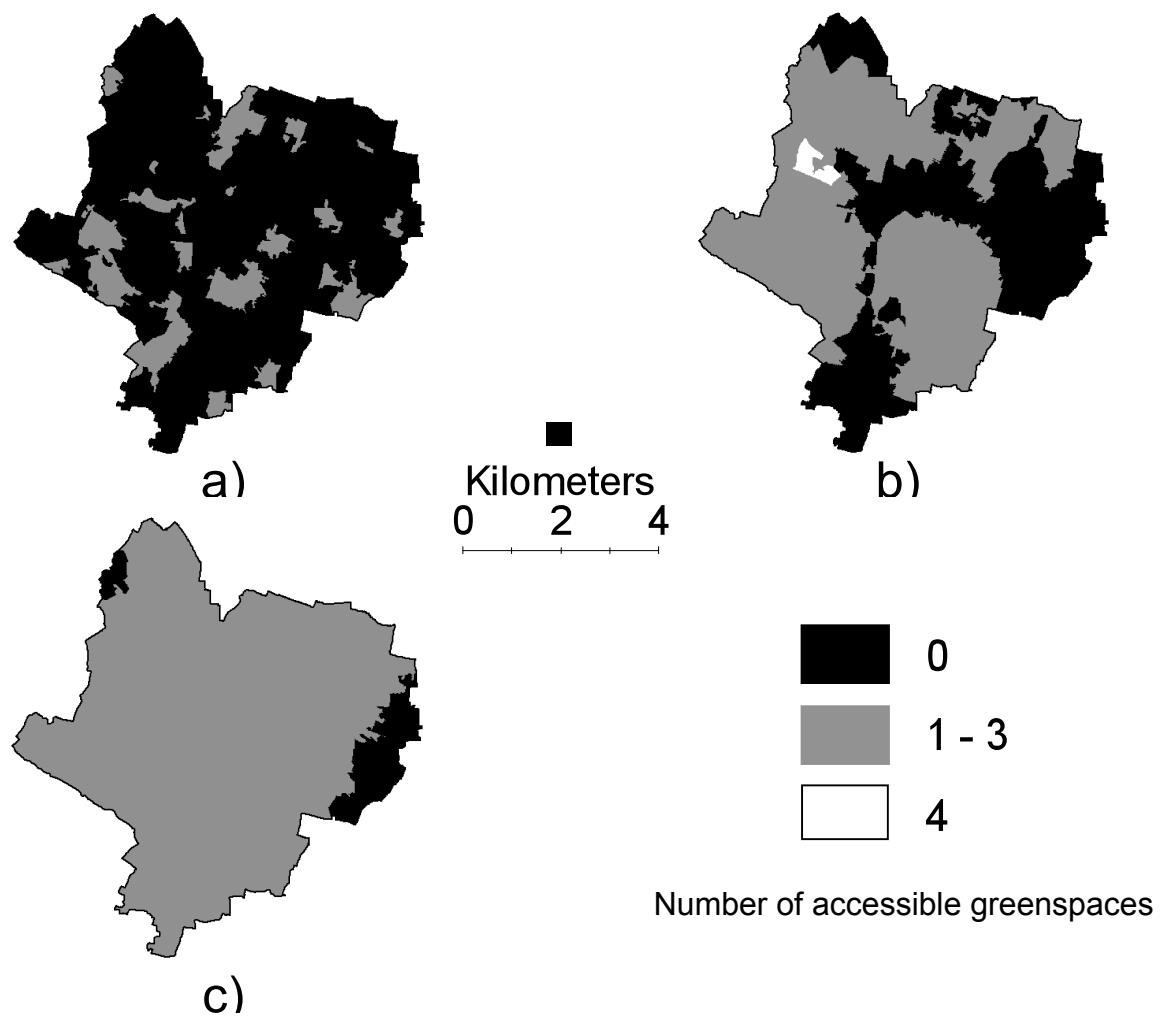 a)
b)
Kilometers
0 2 4
0
1 - 3
4
Number of accessible greenspaces
c)